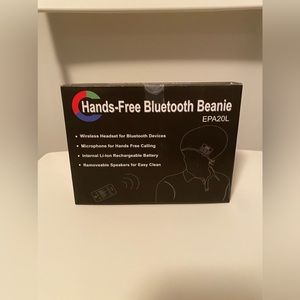 Hands-Free Bluetooth Beanie
EPA20L
• Wireless Headset for Bluetooth Devices
• Microphone for Hands Free Calling
• Internal Li-Ion Rechargeable Battery
• Removeable Speakers for Easy Clean